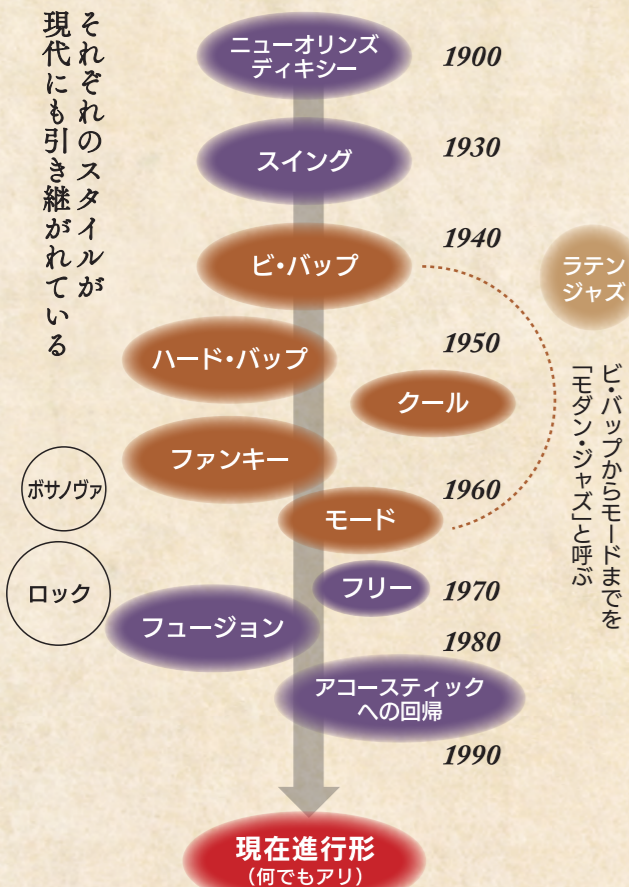 それぞれのスタイルが
現代にも引き継がれている
ニューオリンズ
ディキシー
1900
スイング
1930
1940
ビ・バップ
ラテン
ジャズ
ハード・バップ
1950
クール
ビ・バップからモードまでを
「モダン・ジャズ」と呼ぶ
ファンキー
ボサノヴァ
1960
モード
ロック
フリー
1970
フュージョン
1980
アコースティック
への回帰
1990
現在進行形
(何でもアリ)